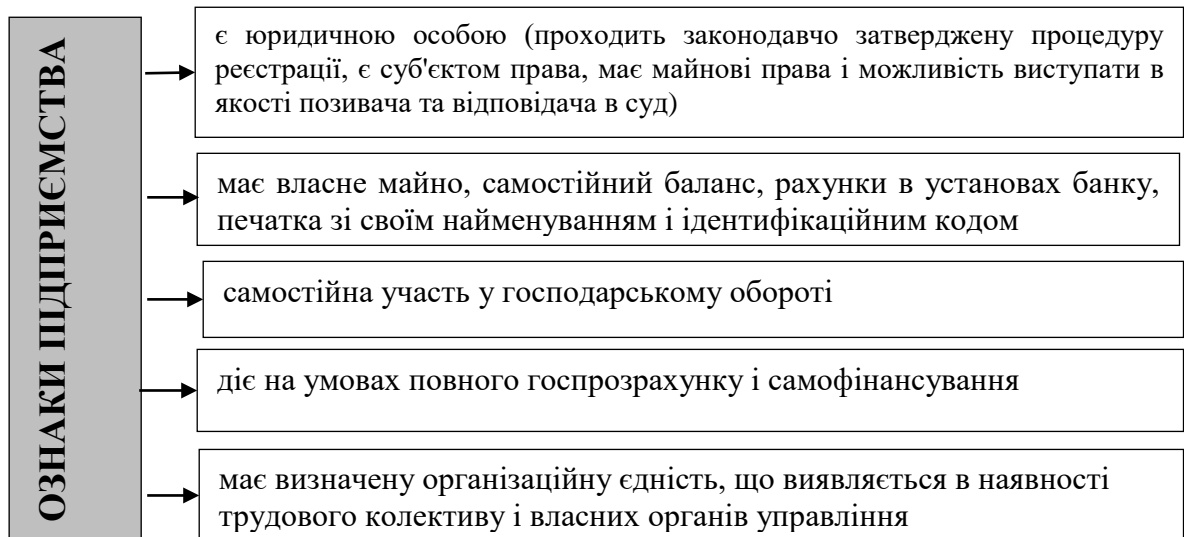 ОЗНАКИ ПІДПРИЄМСТВА
є юридичною особою (проходить законодавчо затверджену процедуру
реєстрації, є суб'єктом права, має майнові права і можливість виступати в
якості позивача та відповідача в суд)
має власне майно, самостійний баланс, рахунки в установах банку,
печатка зі своїм найменуванням і ідентифікаційним кодом
самостійна участь у господарському обороті
діє на умовах повного госпрозрахунку і самофінансування
має визначену організаційну єдність, що виявляється в наявності
трудового колективу і власних органів управління